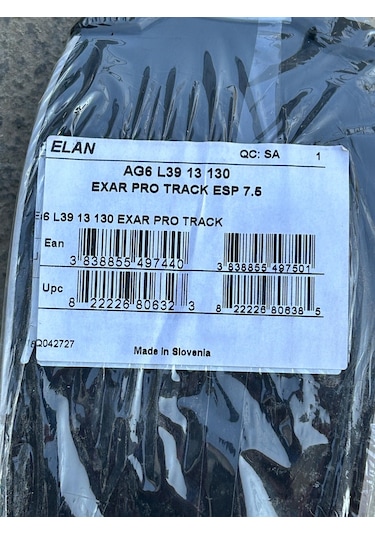 ELAN QC: SA 1
AG6 L39 13 130
EXAR PRO TRACK ESP 7.5
6 L39 13 130 EXAR PRO TRACK
Ean
3 838855 497440 3 838855 497501
Upc
8 22226 80632 3 8 22226 80638 5
Q042727
Made in Slovenia